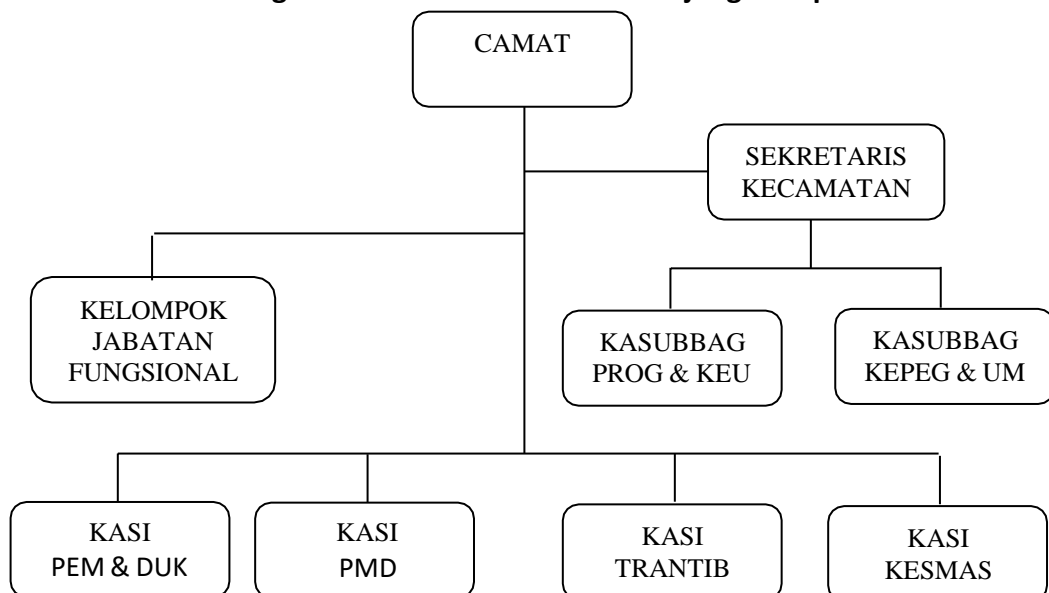 CAMAT
SEKRETARIS
KECAMATAN
KELOMPOK
JABATAN
FUNGSIONAL
KASUBBAG
PROG & KEU
KASUBBAG
KEPEG & UM
KASI
PEM & DUK
KASI
PMD
KASI
TRANTIB
KASI
KESMAS